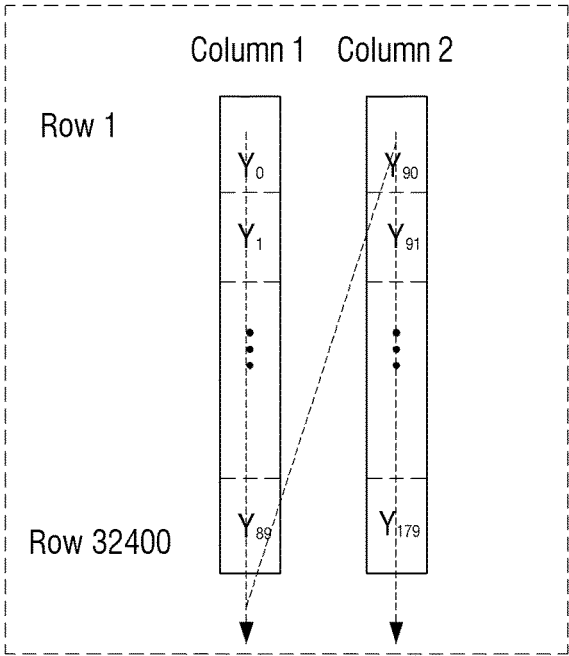 Column 1 Column 2
Row 1
Y0 Y90
Y1 Y91
Y89 Y179
Row 32400